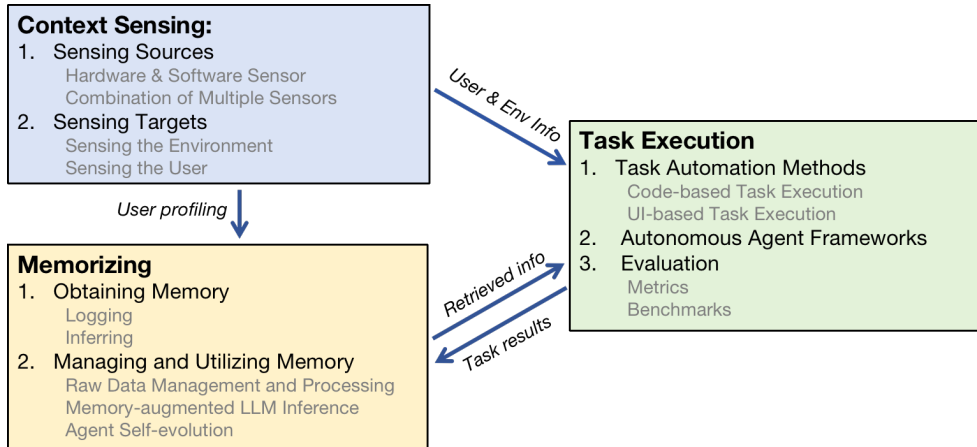 Context Sensing:
1. Sensing Sources
Hardware & Software Sensor
Combination of Multiple Sensors
2. Sensing Targets
Sensing the Environment
Sensing the User
User & Env Info
User profiling
Task Execution
1. Task Automation Methods
Code-based Task Execution
UI-based Task Execution
2. Autonomous Agent Frameworks
3. Evaluation
Metrics
Benchmarks
Memorizing
1. Obtaining Memory
Logging
Inferring
2. Managing and Utilizing Memory
Raw Data Management and Processing
Memory-augmented LLM Inference
Agent Self-evolution
Retrieved info
Task results